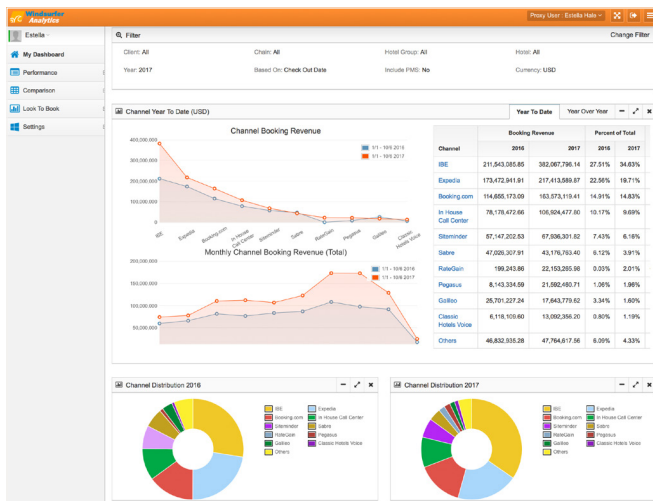 Windsurfer
Analytics
Proxy User : Estella Hale
Estella
My Dashboard
Performance
Comparison
Look To Book
Settings
Filter
Change Filter
Client: All
Chain: All
Hotel Group: All
Hotel: All
Year: 2017
Based On: Check Out Date
Include PMS: No
Currency: USD
Channel Year To Date (USD)
Year To Date
Year Over Year
Channel Booking Revenue
400,000,000
300,000,000
200,000,000
100,000,000
0
1/1 - 10/6 2016
1/1 - 10/6 2017
IBE
Expedia
Booking.com
In House
Call Center
Siteminder
Sabre
RateGain
Pegasus
Galileo
Classic
Hotels Voice
Monthly Channel Booking Revenue (Total)
200,000,000
150,000,000
100,000,000
50,000,000
1/1 - 10/6 2016
1/1 - 10/6 2017
Booking Revenue Percent of Total
Channel 2016 2017 2016 2017
IBE 211,543,085.85 382,067,796.14 27.51% 34.63%
Expedia 173,472,941.91 217,413,589.87 22.56% 19.71%
Booking.com 114,655,173.09 163,573,119.41 14.91% 14.83%
In House
Call Center 78,178,472.66 106,924,477.80 10.17% 9.69%
Siteminder 57,147,202.53 67,936,301.82 7.43% 6.16%
Sabre 47,026,307.91 43,176,763.40 6.12% 3.91%
RateGain 199,243.86 22,153,285.98 0.03% 2.01%
Pegasus 8,143,334.59 21,592,460.71 1.06% 1.96%
Galileo 25,701,227.24 17,643,779.62 3.34% 1.60%
Classic
Hotels Voice 6,118,109.60 13,092,356.20 0.80% 1.19%
Others 46,832,935.28 47,764,617.56 6.09% 4.33%
Channel Distribution 2016
IBE Expedia
Booking.com In House Call Center
Siteminder Sabre
RateGain Pegasus
Galileo Classic Hotels Voice
Others
Channel Distribution 2017
IBE Expedia
Booking.com In House Call Center
Siteminder Sabre
RateGain Pegasus
Galileo Classic Hotels Voice
Others